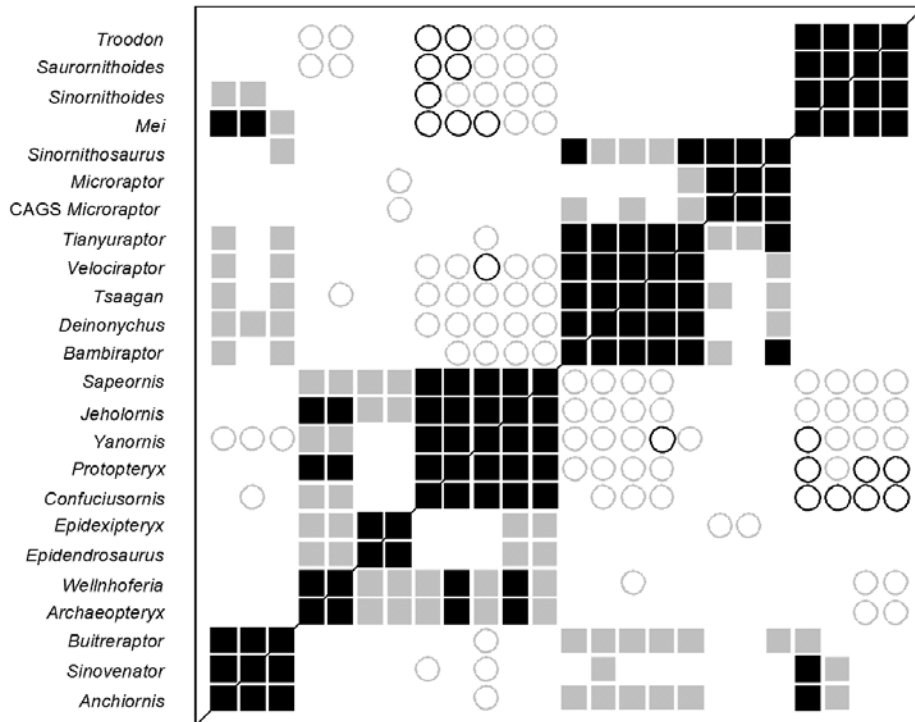 Troodon
Saurornithoides
Sinornithoides
Mei
Sinornithosaurus
Microraptor
CAGS Microraptor
Tianyuraptor
Velociraptor
Tsaagan
Deinonychus
Bambiraptor
Sapeornis
Jeholornis
Yanornis
Protopteryx
Confuciusornis
Epidexipteryx
Epidendrosaurus
Wellnhoferia
Archaeopteryx
Buitreraptor
Sinovenator
Anchiornis